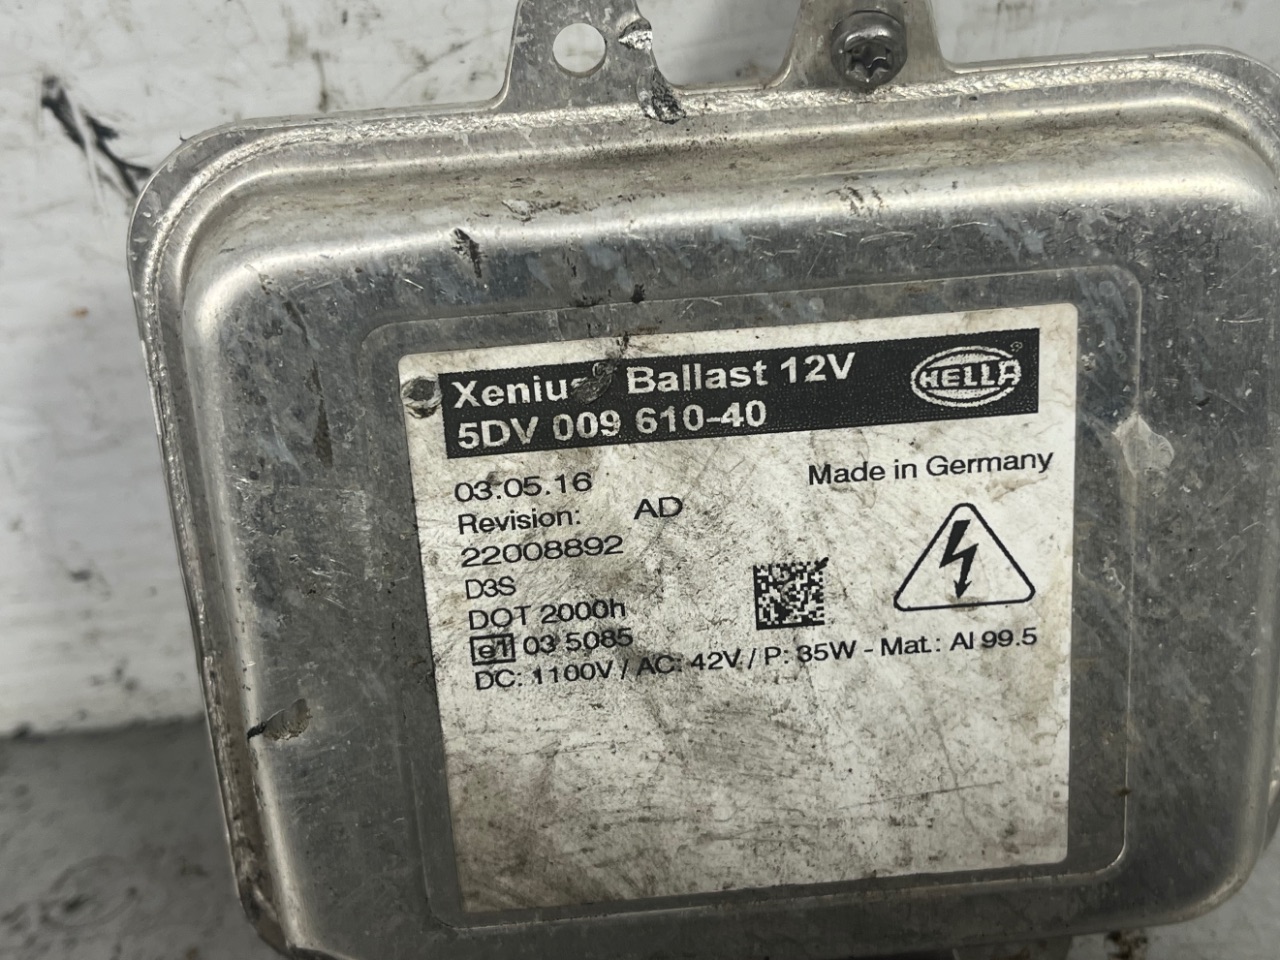 Ballast 12V
HELLA ®
5DV 009 610-40
03.05.16
Made in Germany
Revision: AD
22008892
D3S
DOT 2000h
e1 03 5085
DC: 1100V / AC: 42V / P: 35W - Mat.: Al 99.5